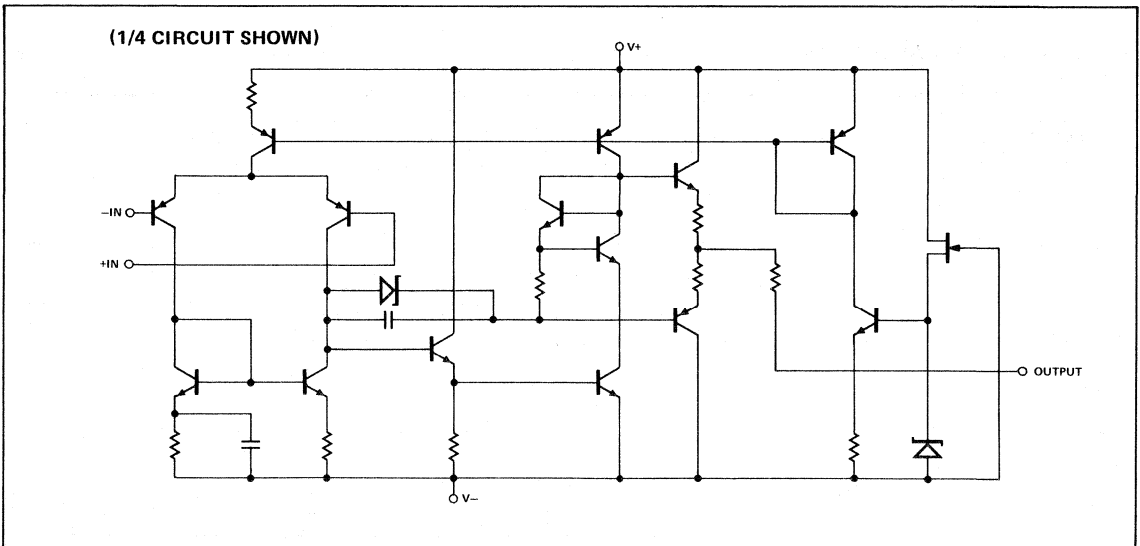 (1/4 CIRCUIT SHOWN)
V+
–IN
+IN
OUTPUT
V–